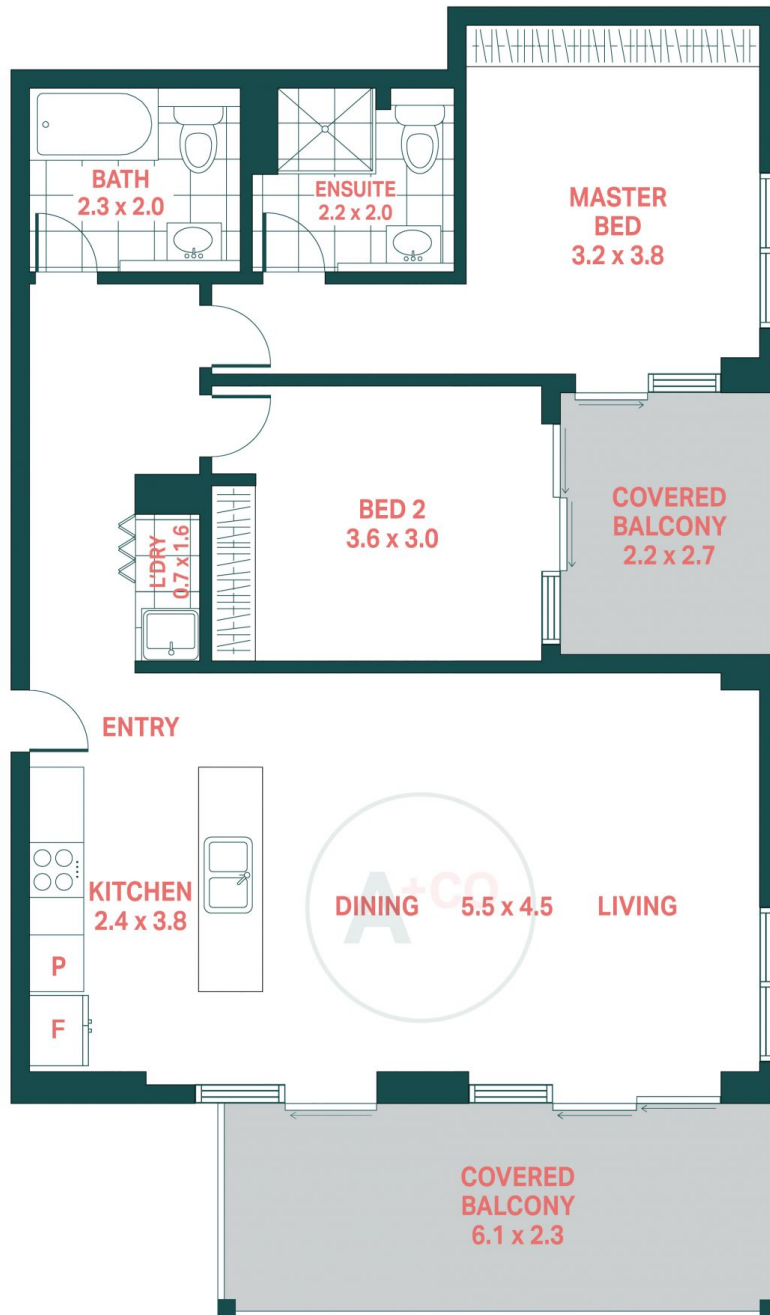 BATH
2.3 x 2.0
ENSUITE
2.2 x 2.0
MASTER
BED
3.2 x 3.8
COVERED
BALCONY
2.2 x 2.7
BED 2
3.6 x 3.0
L'DRY
0.7 x 1.6
ENTRY
KITCHEN
2.4 x 3.8
P
F
A+CO
DINING 5.5 x 4.5 LIVING
COVERED
BALCONY
6.1 x 2.3